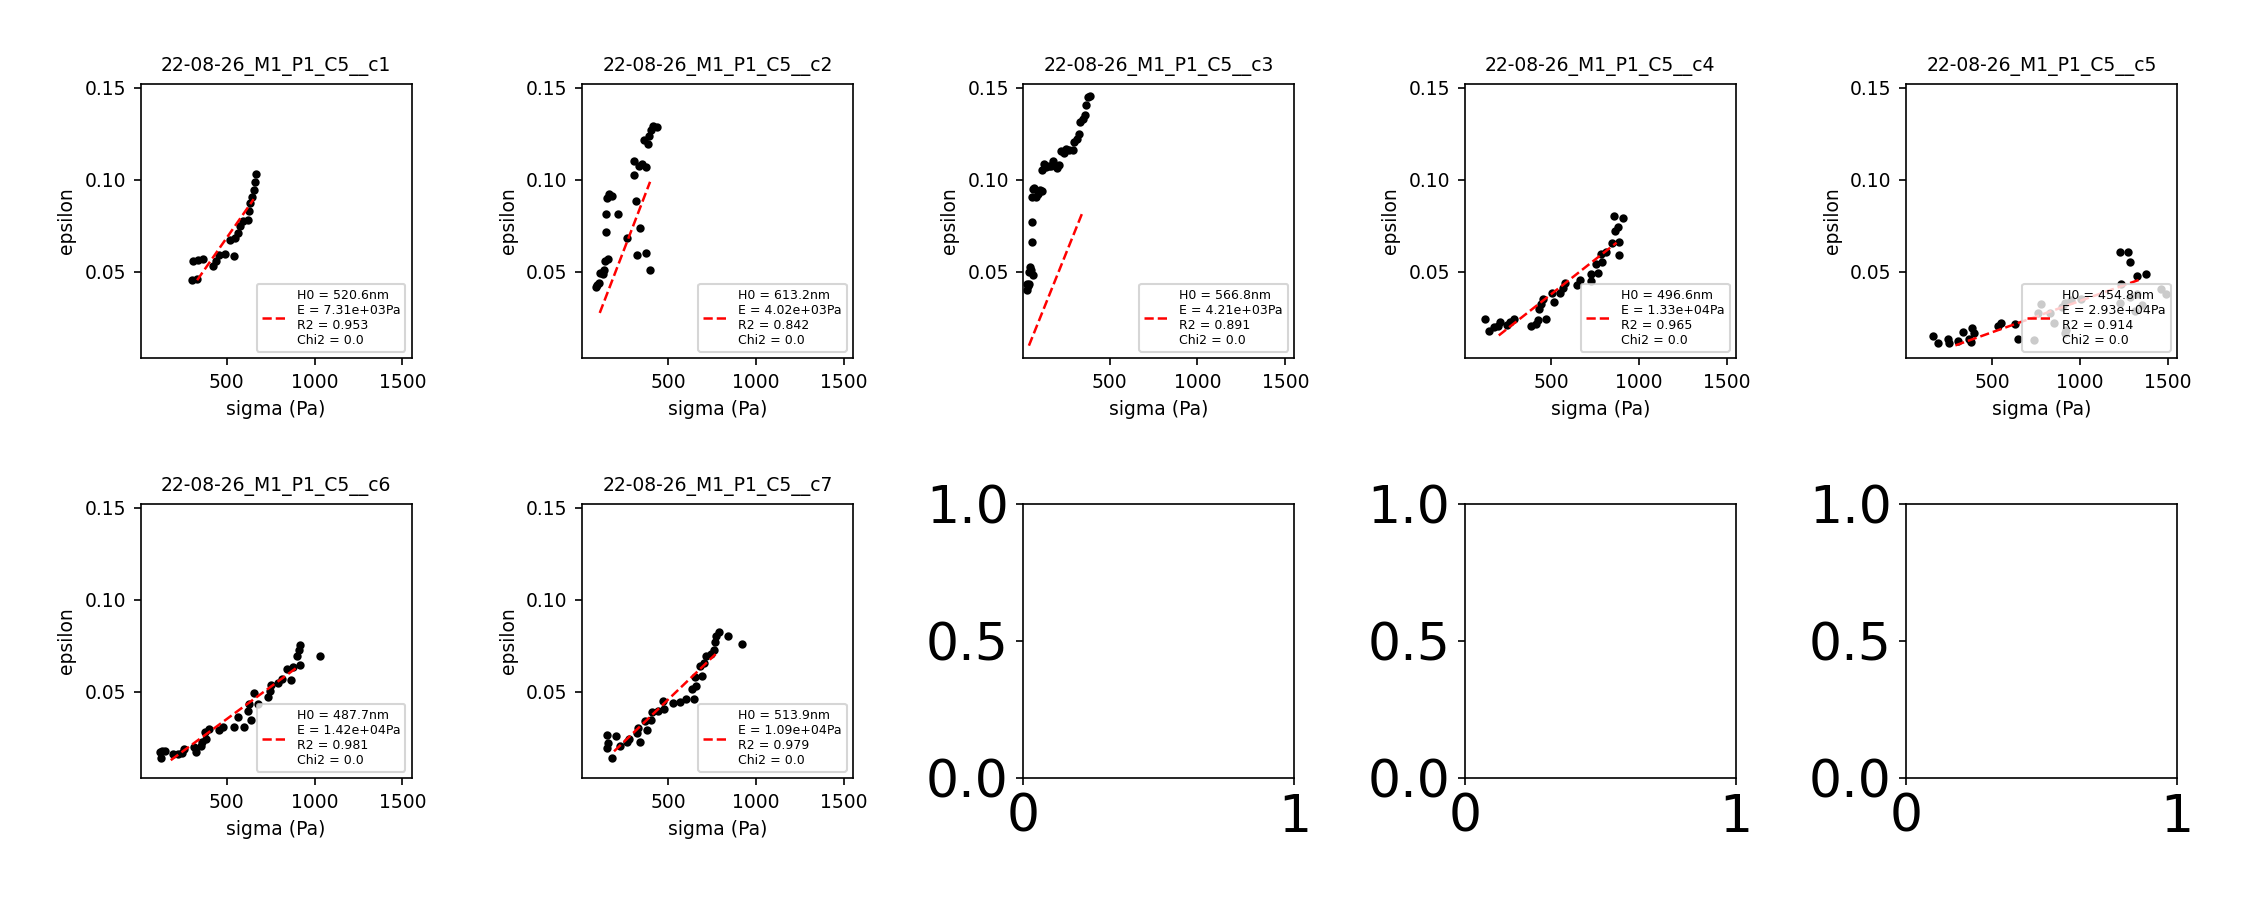 22-08-26_M1_P1_C5__c1
0.15
0.10
0.05
epsilon
H0 = 520.6nm
E = 7.31e+03Pa
R2 = 0.953
Chi2 = 0.0
500 1000 1500
sigma (Pa)
22-08-26_M1_P1_C5__c2
0.15
0.10
0.05
epsilon
H0 = 613.2nm
E = 4.02e+03Pa
R2 = 0.842
Chi2 = 0.0
500 1000 1500
sigma (Pa)
22-08-26_M1_P1_C5__c3
0.15
0.10
0.05
epsilon
H0 = 566.8nm
E = 4.21e+03Pa
R2 = 0.891
Chi2 = 0.0
500 1000 1500
sigma (Pa)
22-08-26_M1_P1_C5__c4
0.15
0.10
0.05
epsilon
H0 = 496.6nm
E = 1.33e+04Pa
R2 = 0.965
Chi2 = 0.0
500 1000 1500
sigma (Pa)
22-08-26_M1_P1_C5__c5
0.15
0.10
0.05
epsilon
H0 = 454.8nm
E = 2.93e+04Pa
R2 = 0.914
Chi2 = 0.0
500 1000 1500
sigma (Pa)
22-08-26_M1_P1_C5__c6
0.15
0.10
0.05
epsilon
H0 = 487.7nm
E = 1.42e+04Pa
R2 = 0.981
Chi2 = 0.0
500 1000 1500
sigma (Pa)
22-08-26_M1_P1_C5__c7
0.15
0.10
0.05
epsilon
H0 = 513.9nm
E = 1.09e+04Pa
R2 = 0.979
Chi2 = 0.0
500 1000 1500
sigma (Pa)
1.0
0.5
0.0
0 1
1.0
0.5
0.0
0 1
1.0
0.5
0.0
0 1